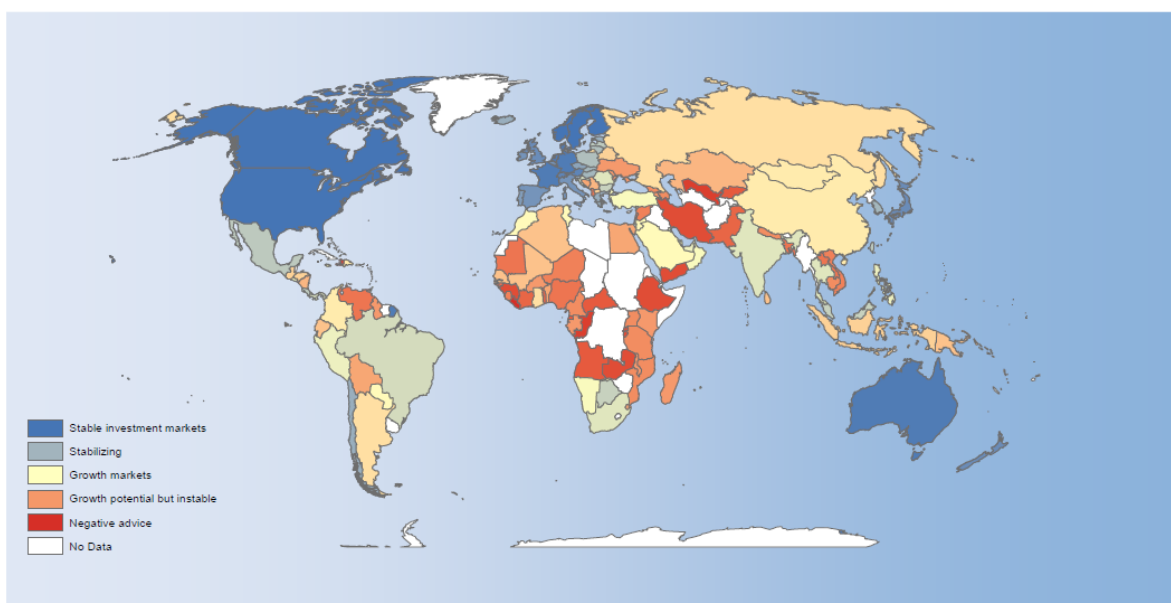 Stable investment markets
Stabilizing
Growth markets
Growth potential but instable
Negative advice
No Data